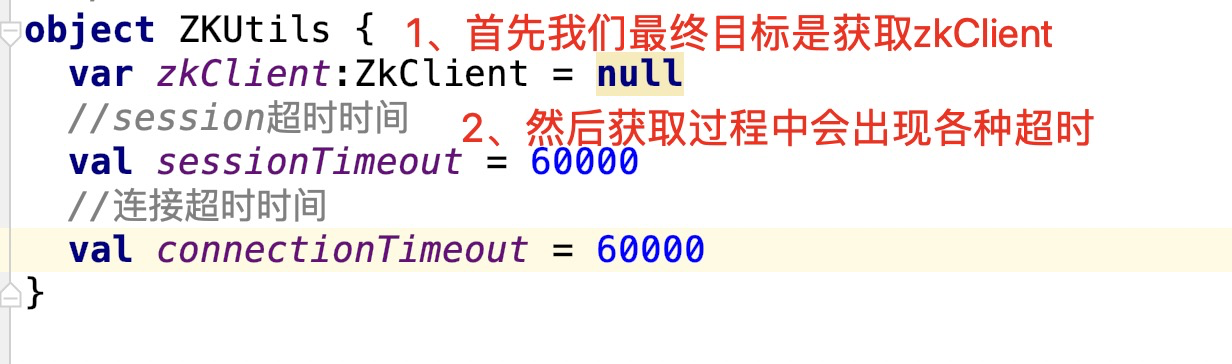 object ZKUtils { 1、首先我们最终目标是获取zkClient
var zkClient:ZkClient = null
//session超时时间 2、然后获取过程中会出现各种超时
val sessionTimeout = 60000
//连接超时时间
val connectionTimeout = 60000
}